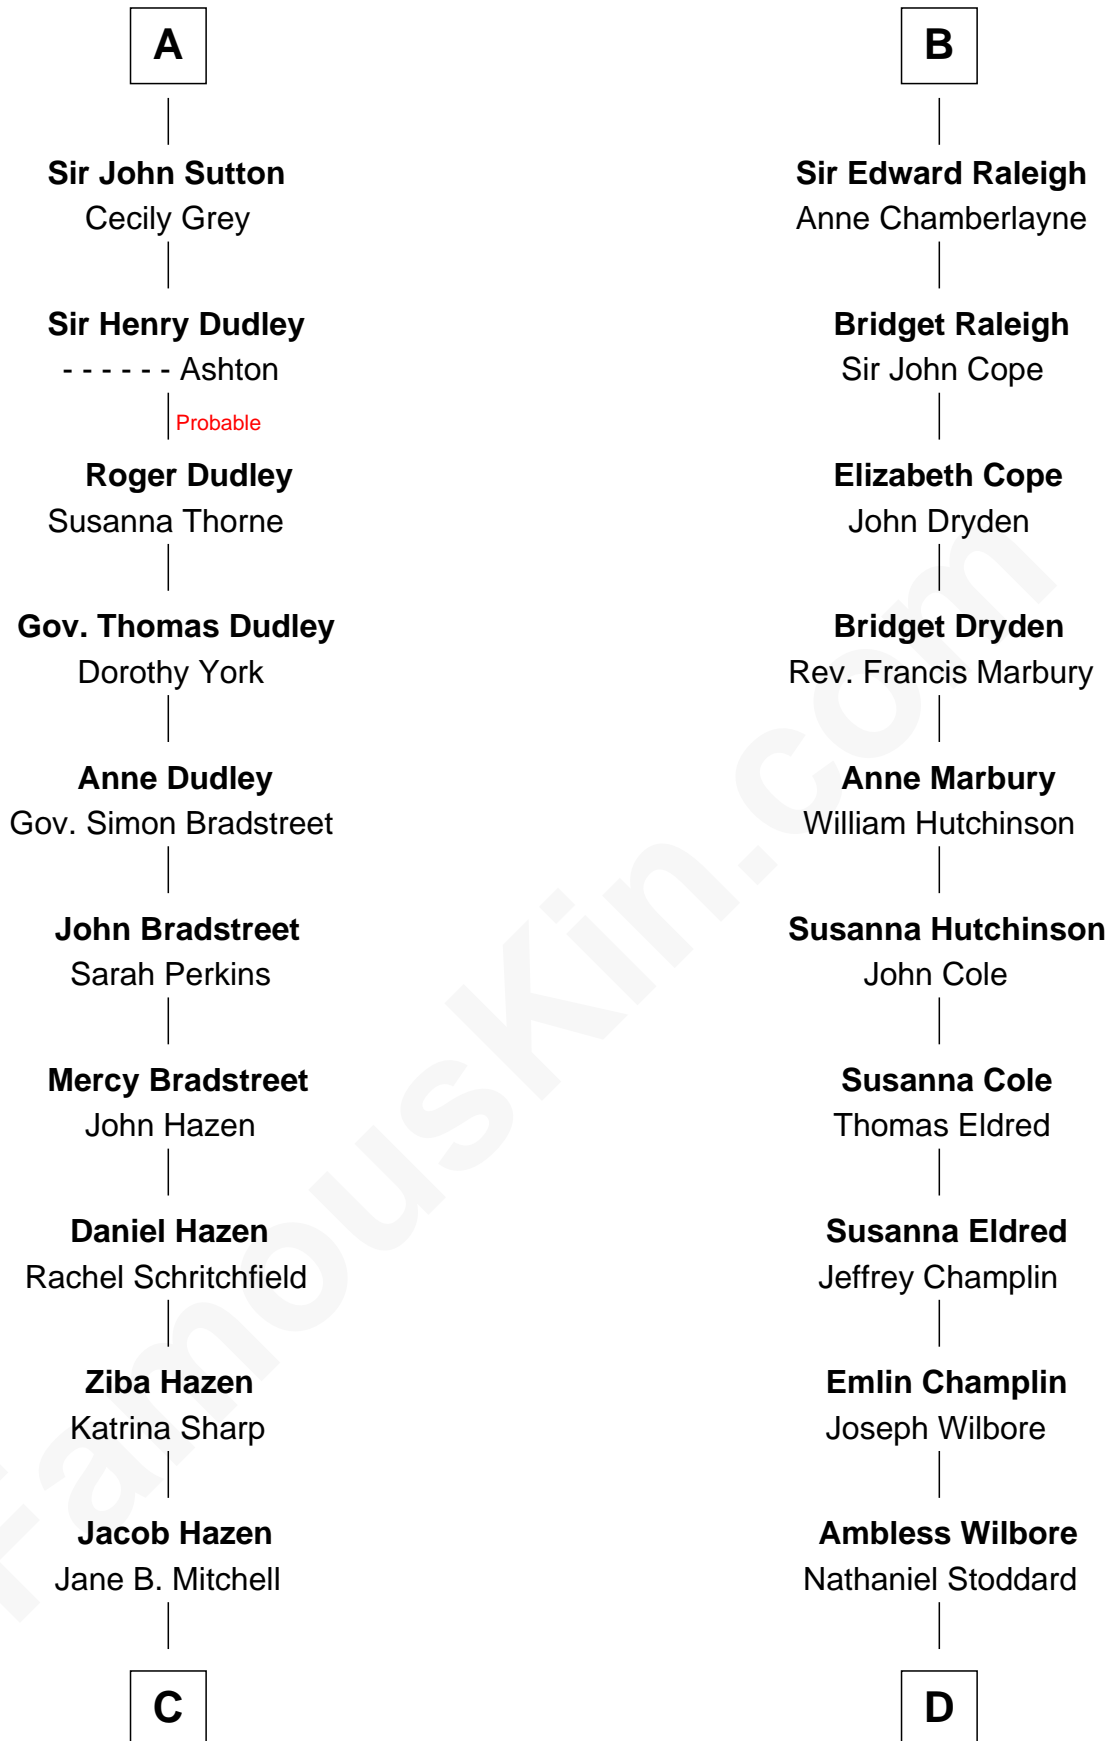 A
Sir John Sutton
Cecily Grey
Sir Henry Dudley
- - - - - - Ashton
Probable
Roger Dudley
Susanna Thorne
Gov. Thomas Dudley
Dorothy York
Anne Dudley
Gov. Simon Bradstreet
John Bradstreet
Sarah Perkins
Mercy Bradstreet
John Hazen
Daniel Hazen
Rachel Schritchfield
Ziba Hazen
Katrina Sharp
Jacob Hazen
Jane B. Mitchell
C
B
Sir Edward Raleigh
Anne Chamberlayne
Bridget Raleigh
Sir John Cope
Elizabeth Cope
John Dryden
Bridget Dryden
Rev. Francis Marbury
Anne Marbury
William Hutchinson
Susanna Hutchinson
John Cole
Susanna Cole
Thomas Eldred
Susanna Eldred
Jeffrey Champlin
Emlin Champlin
Joseph Wilbore
Ambless Wilbore
Nathaniel Stoddard
D
FamousKin.com